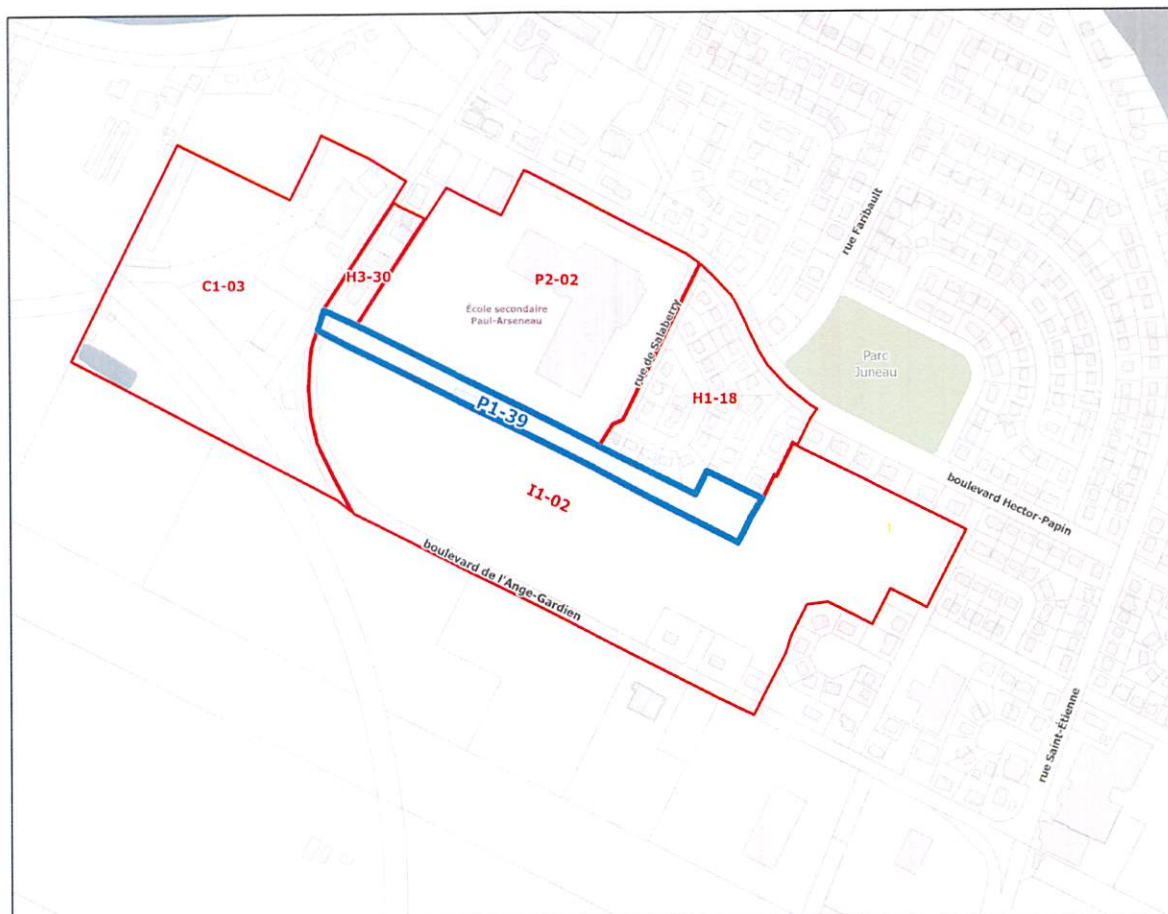 rue Faribault
C1-03
H3-30
P2-02
École secondaire
Paul-Arseneau
rue de Salaberry
Parc
Juneau
H1-18
P1-39
I1-02
boulevard Hector-Papin
boulevard de l'Ange-Gardien
rue Saint-Étienne